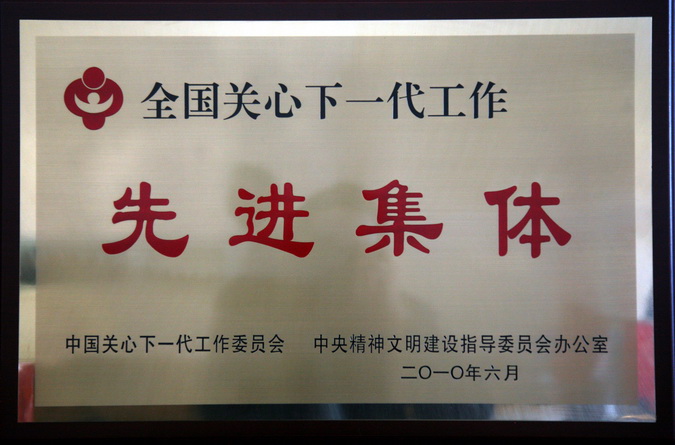 全国关心下一代工作
先进集体
中国关心下一代工作委员会 中央精神文明建设指导委员会办公室
二〇一〇年六月